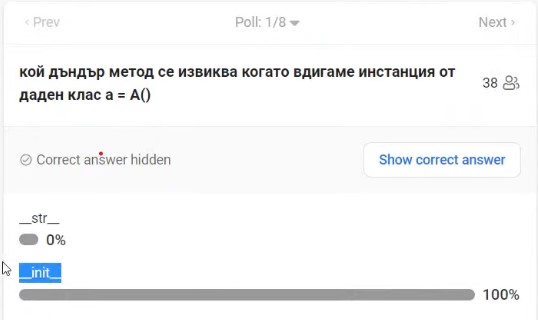 ‹ Prev Poll: 1/8 Next ›
кой дъндър метод се извиква когато вдигаме инстанция от
даден клас a = A()
38
Correct answer hidden
Show correct answer
__str__
0%
__init__
100%